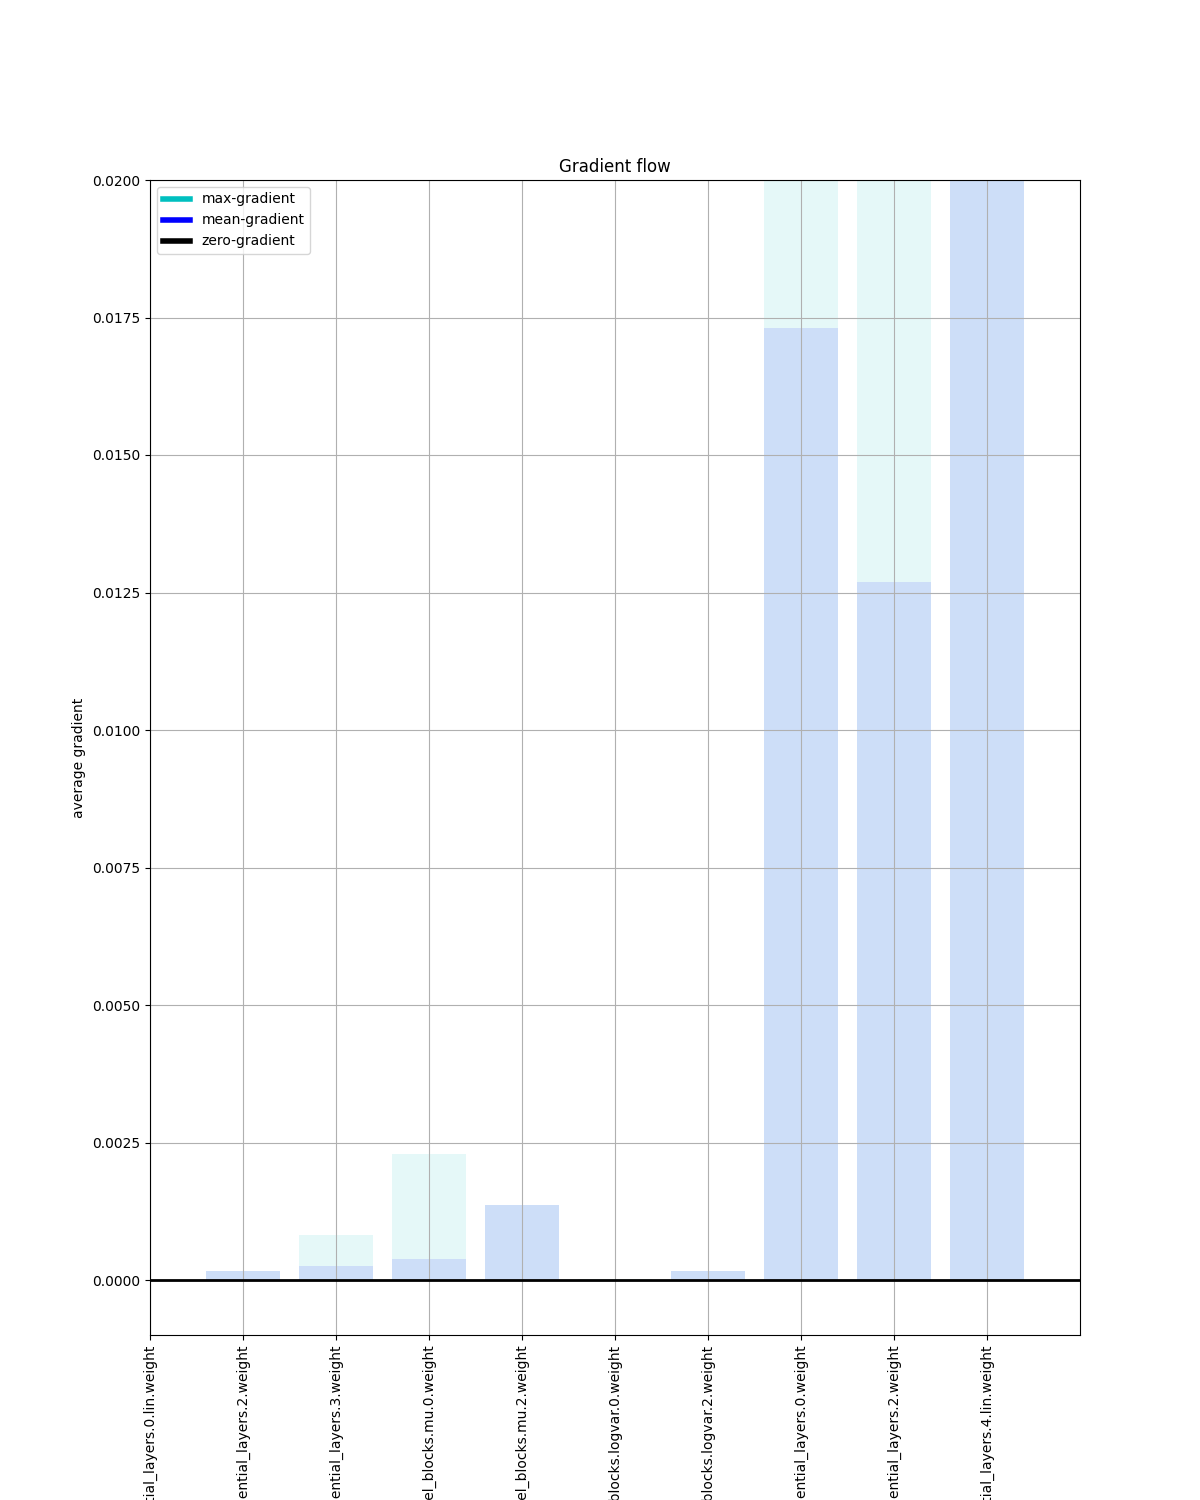 Gradient flow
max-gradient
mean-gradient
zero-gradient
0.0200
0.0175
0.0150
0.0125
0.0100
0.0075
0.0050
0.0025
0.0000
average gradient
tial_layers.0.lin.weight
ential_layers.2.weight
ential_layers.3.weight
el_blocks.mu.0.weight
el_blocks.mu.2.weight
blocks.logvar.0.weight
blocks.logvar.2.weight
ential_layers.0.weight
ential_layers.2.weight
tial_layers.4.lin.weight